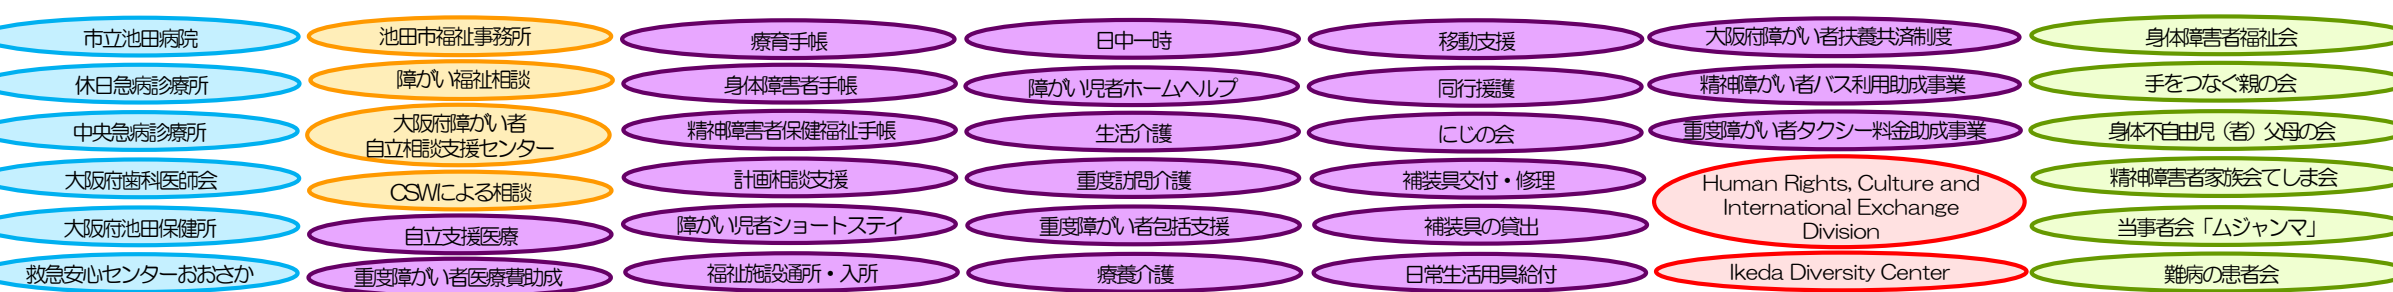 市立池田病院
休日急病診療所
中央急病診療所
大阪府歯科医師会
大阪府池田保健所
救急安心センターおおさか
池田市福祉事務所
障がい福祉相談
大阪府障がい者
自立相談支援センター
CSWによる相談
自立支援医療
重度障がい者医療費助成
療育手帳
身体障害者手帳
精神障害者保健福祉手帳
計画相談支援
障がい児者ショートステイ
福祉施設通所・入所
日中一時
障がい児者ホームヘルプ
生活介護
重度訪問介護
重度障がい者包括支援
療養介護
移動支援
同行援護
にじの会
補装具交付・修理
補装具の貸出
日常生活用具給付
大阪府障がい者扶養共済制度
精神障がい者バス利用助成事業
重度障がい者タクシー料金助成事業
Human Rights, Culture and
International Exchange
Division
Ikeda Diversity Center
身体障害者福祉会
手をつなぐ親の会
身体不自由児（者）父母の会
精神障害者家族会てしま会
当事者会「ムジャンマ」
難病の患者会